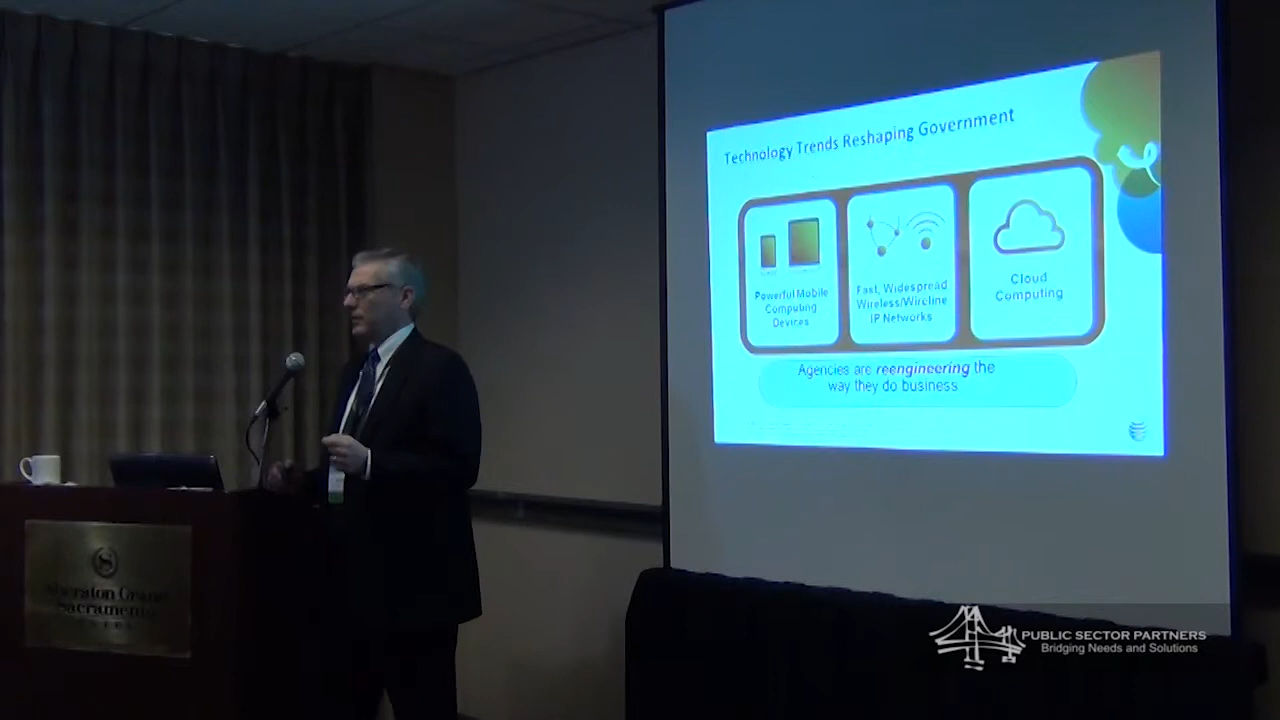 Technology Trends Reshaping Government
Powerful Mobile
Computing
Devices
Fast, Widespread
Wireless/Wireline
IP Networks
Cloud
Computing
Agencies are reengineering the
way they do business
Sheraton Grand
Sacramento
HOTEL
PUBLIC SECTOR PARTNERS
Bridging Needs and Solutions